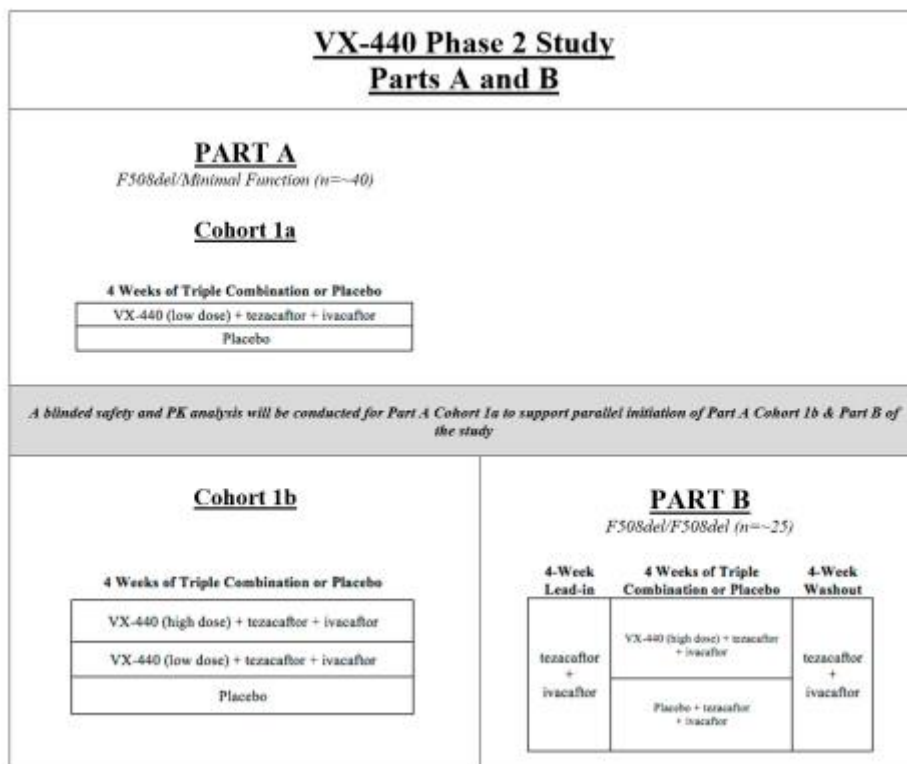 VX-440 Phase 2 Study
Parts A and B
PART A
F508del/Minimal Function (n=~40)
Cohort 1a
4 Weeks of Triple Combination or Placebo
VX-440 (low dose) + tezacaftor + ivacaftor
Placebo
A blinded safety and PK analysis will be conducted for Part A Cohort 1a to support parallel initiation of Part A Cohort 1b & Part B of
the study
Cohort 1b
4 Weeks of Triple Combination or Placebo
VX-440 (high dose) + tezacaftor + ivacaftor
VX-440 (low dose) + tezacaftor + ivacaftor
Placebo
PART B
F508del/F508del (n=~25)
4-Week
Lead-in
4 Weeks of Triple
Combination or Placebo
4-Week
Washout
tezacaftor
+
ivacaftor
VX-440 (high dose) + tezacaftor
+ ivacaftor
Placebo + tezacaftor
+ ivacaftor
tezacaftor
+
ivacaftor